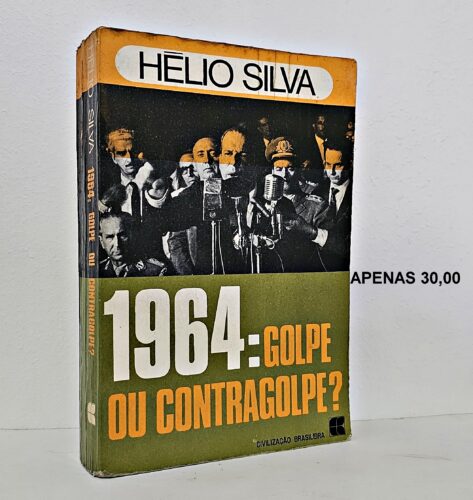 HÉLIO SILVA
1964:GOLPE
OU CONTRAGOLPE?
CIVILIZAÇÃO BRASILEIRA
HÉLIO SILVA 1964: GOLPE OU CONTRAGOLPE?
APENAS 30,00